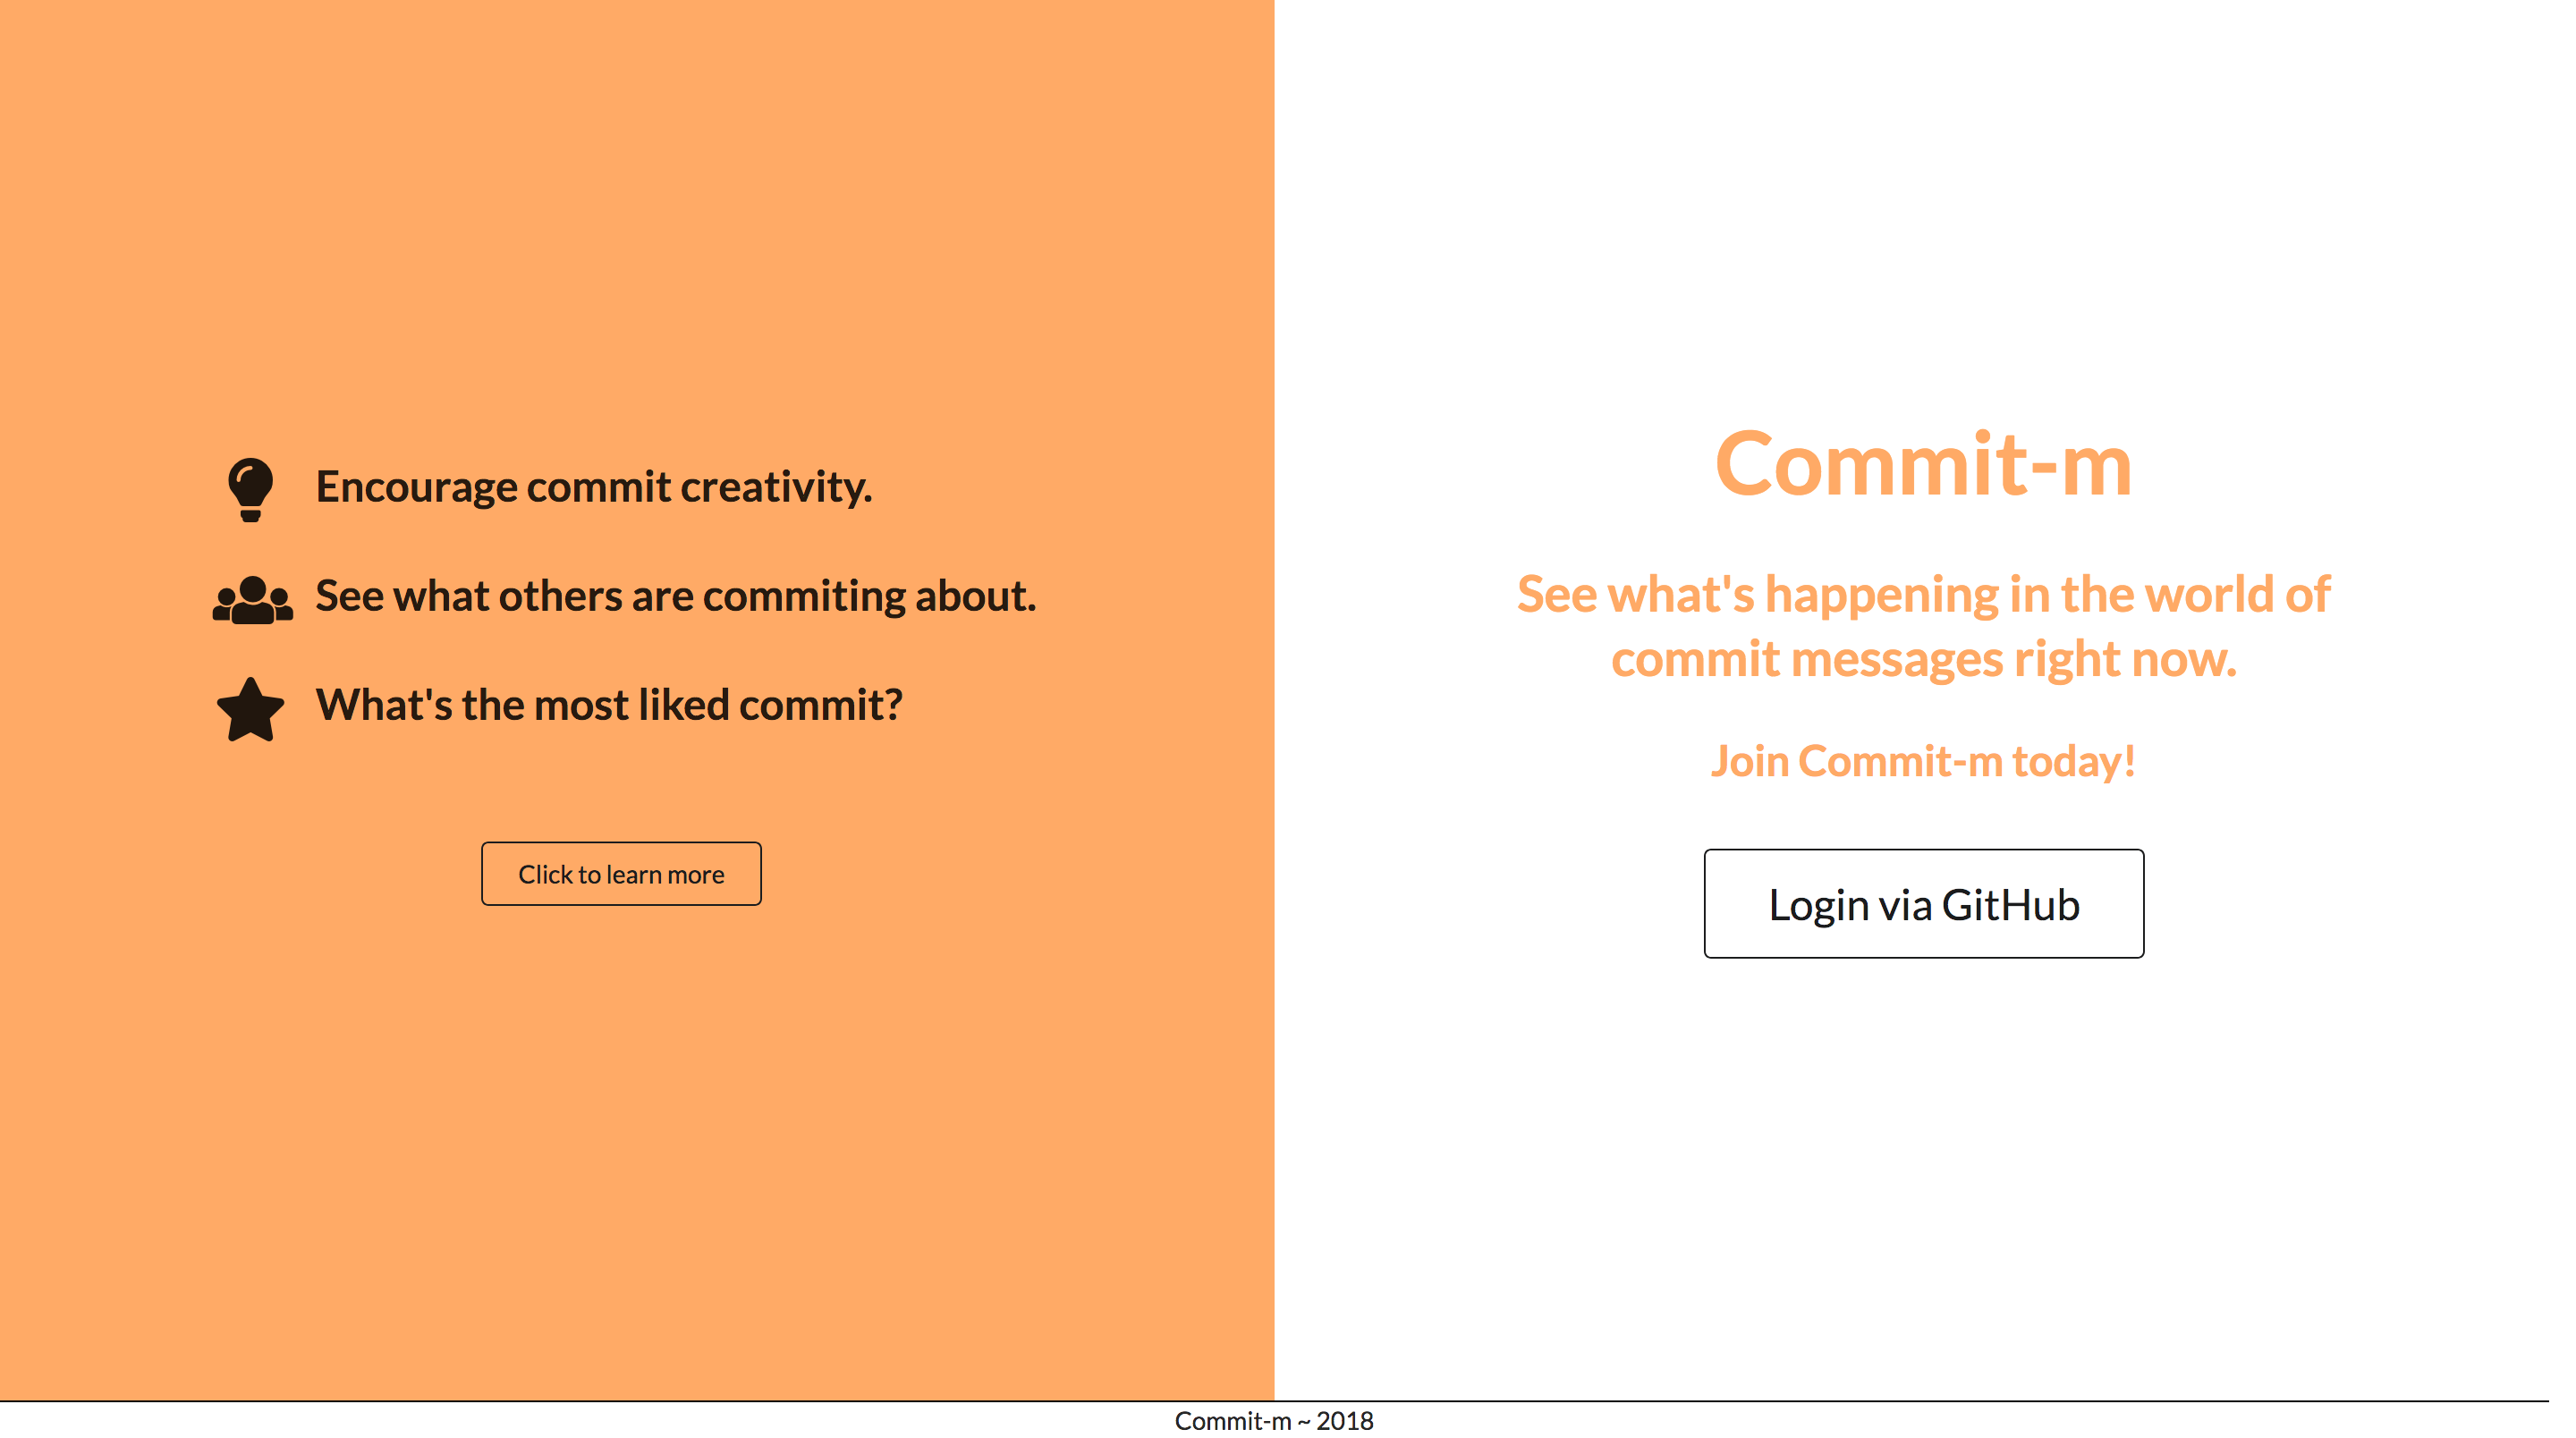 Encourage commit creativity.
See what others are commiting about.
What's the most liked commit?
Click to learn more
Commit-m
See what's happening in the world of
commit messages right now.
Join Commit-m today!
Login via GitHub
Commit-m ~ 2018